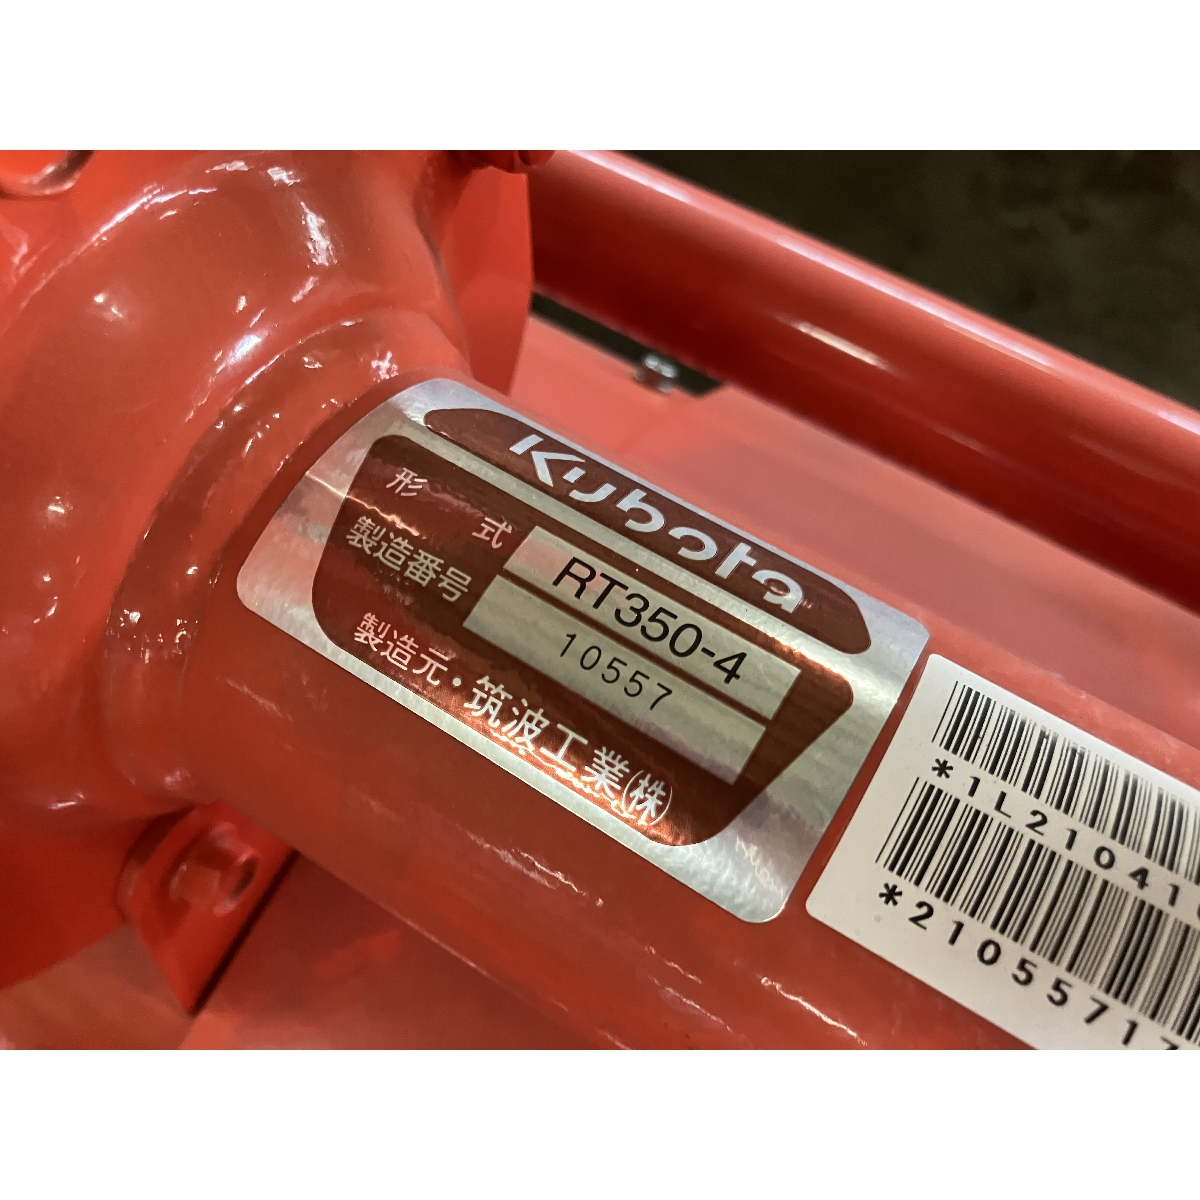 Kubota
形式 RT350-4
製造番号 10557
製造元・筑波工業(株)
*1L21041
*2105571